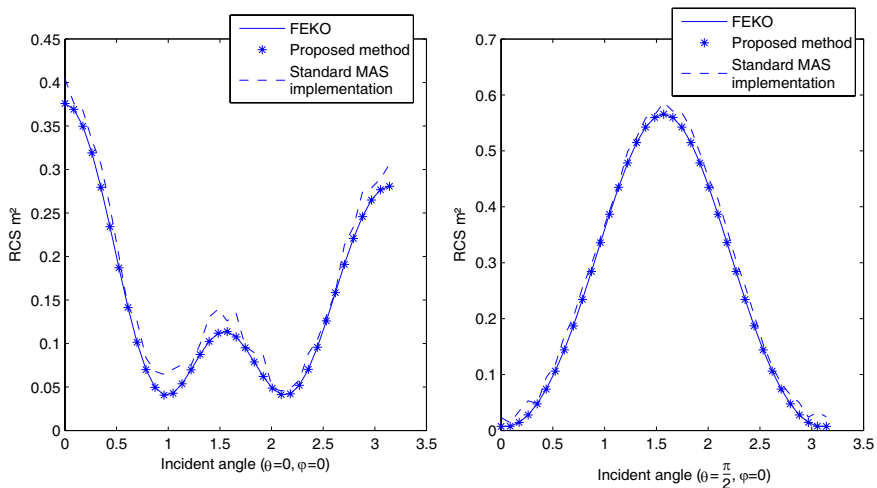 FEKO
Proposed method
Standard MAS
implementation
0.45
0.4
0.35
0.3
0.25
0.2
0.15
0.1
0.05
0
RCS m²
0
0.5
1
1.5
2
2.5
3
3.5
Incident angle (θ=0, φ=0)
FEKO
Proposed method
Standard MAS
implementation
0.7
0.6
0.5
0.4
0.3
0.2
0.1
0
RCS m²
0
0.5
1
1.5
2
2.5
3
3.5
Incident angle (θ=π/2, φ=0)